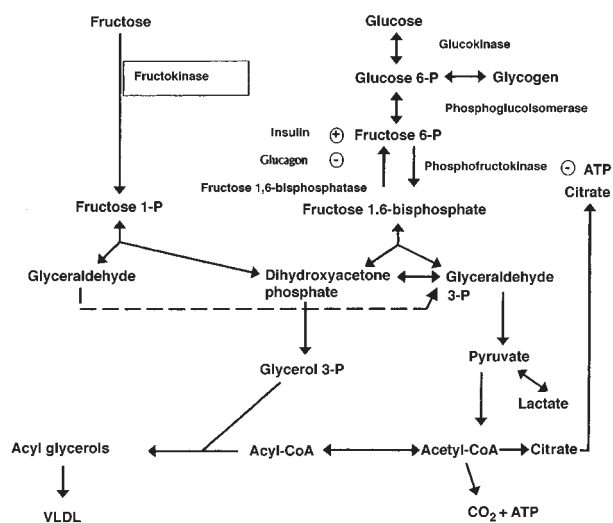 Fructose
Glucose
Glucokinase
Fructokinase
Glucose 6-P
Glycogen
Phosphoglucolsomerase
Insulin
+
Fructose 6-P
Glucagon
-
Phosphofructokinase
- ATP
Citrate
Fructose 1,6-bisphosphatase
Fructose 1-P
Fructose 1.6-bisphosphate
Glyceraldehyde
Dihydroxyacetone
phosphate
Glyceraldehyde
3-P
Pyruvate
Glycerol 3-P
Lactate
Acyl glycerols
Acyl-CoA
Acetyl-CoA
Citrate
VLDL
CO₂ + ATP